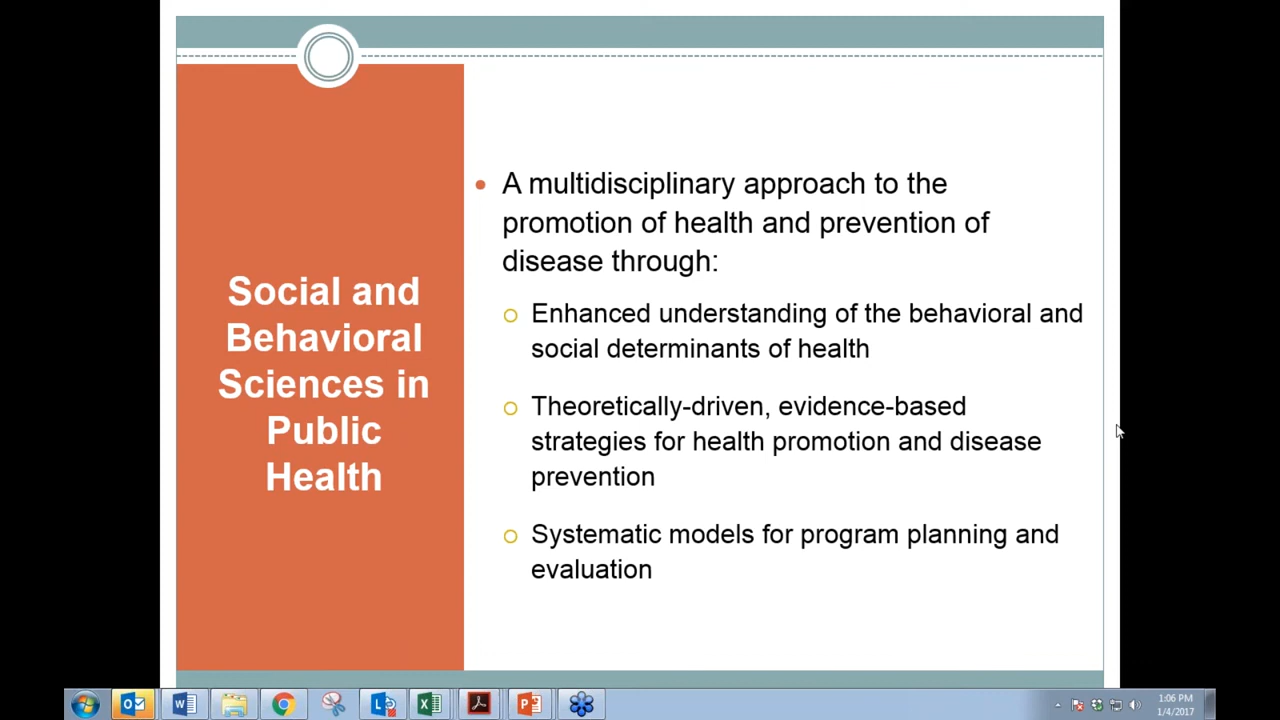 Social and
Behavioral
Sciences in
Public
Health
A multidisciplinary approach to the
promotion of health and prevention of
disease through:
Enhanced understanding of the behavioral and
social determinants of health
Theoretically-driven, evidence-based
strategies for health promotion and disease
prevention
Systematic models for program planning and
evaluation
1:06 PM
1/4/2017